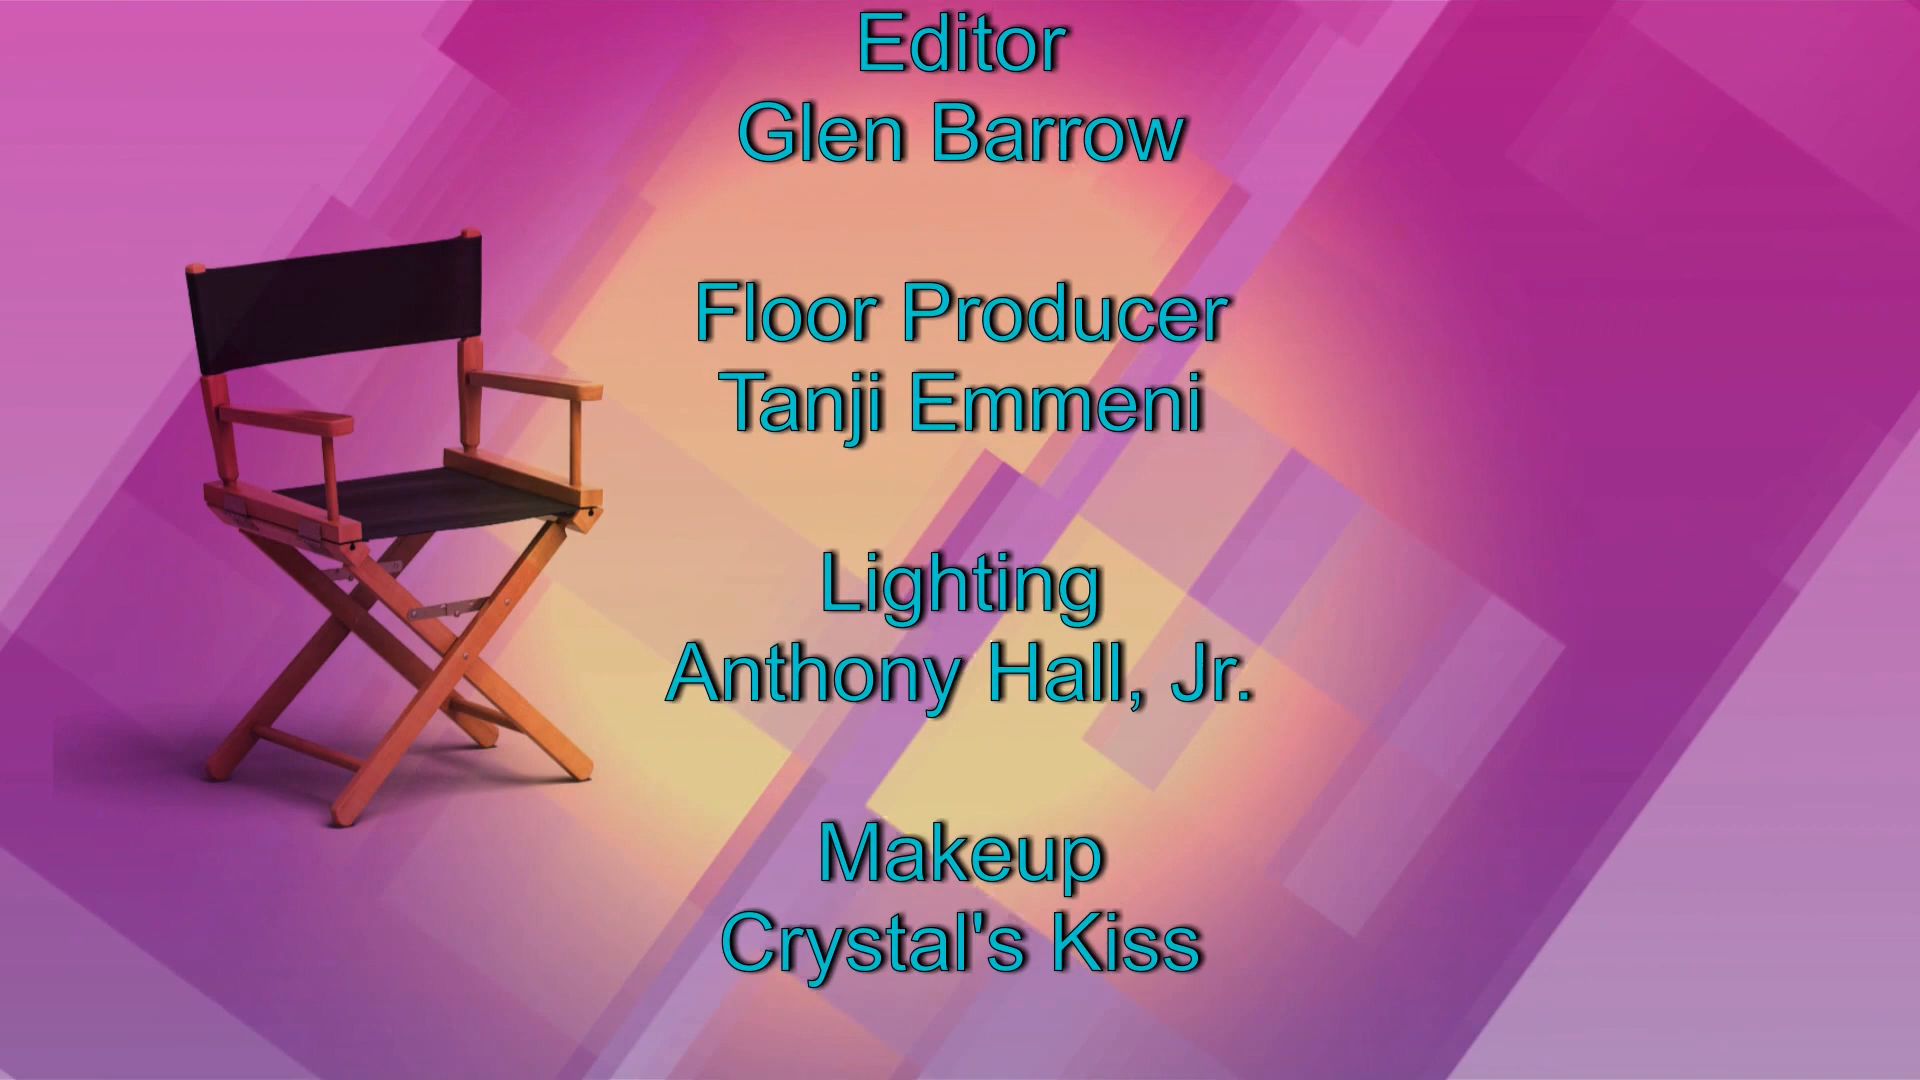 Editor
Glen Barrow
Floor Producer
Tanji Emmeni
Lighting
Anthony Hall, Jr.
Makeup
Crystal's Kiss